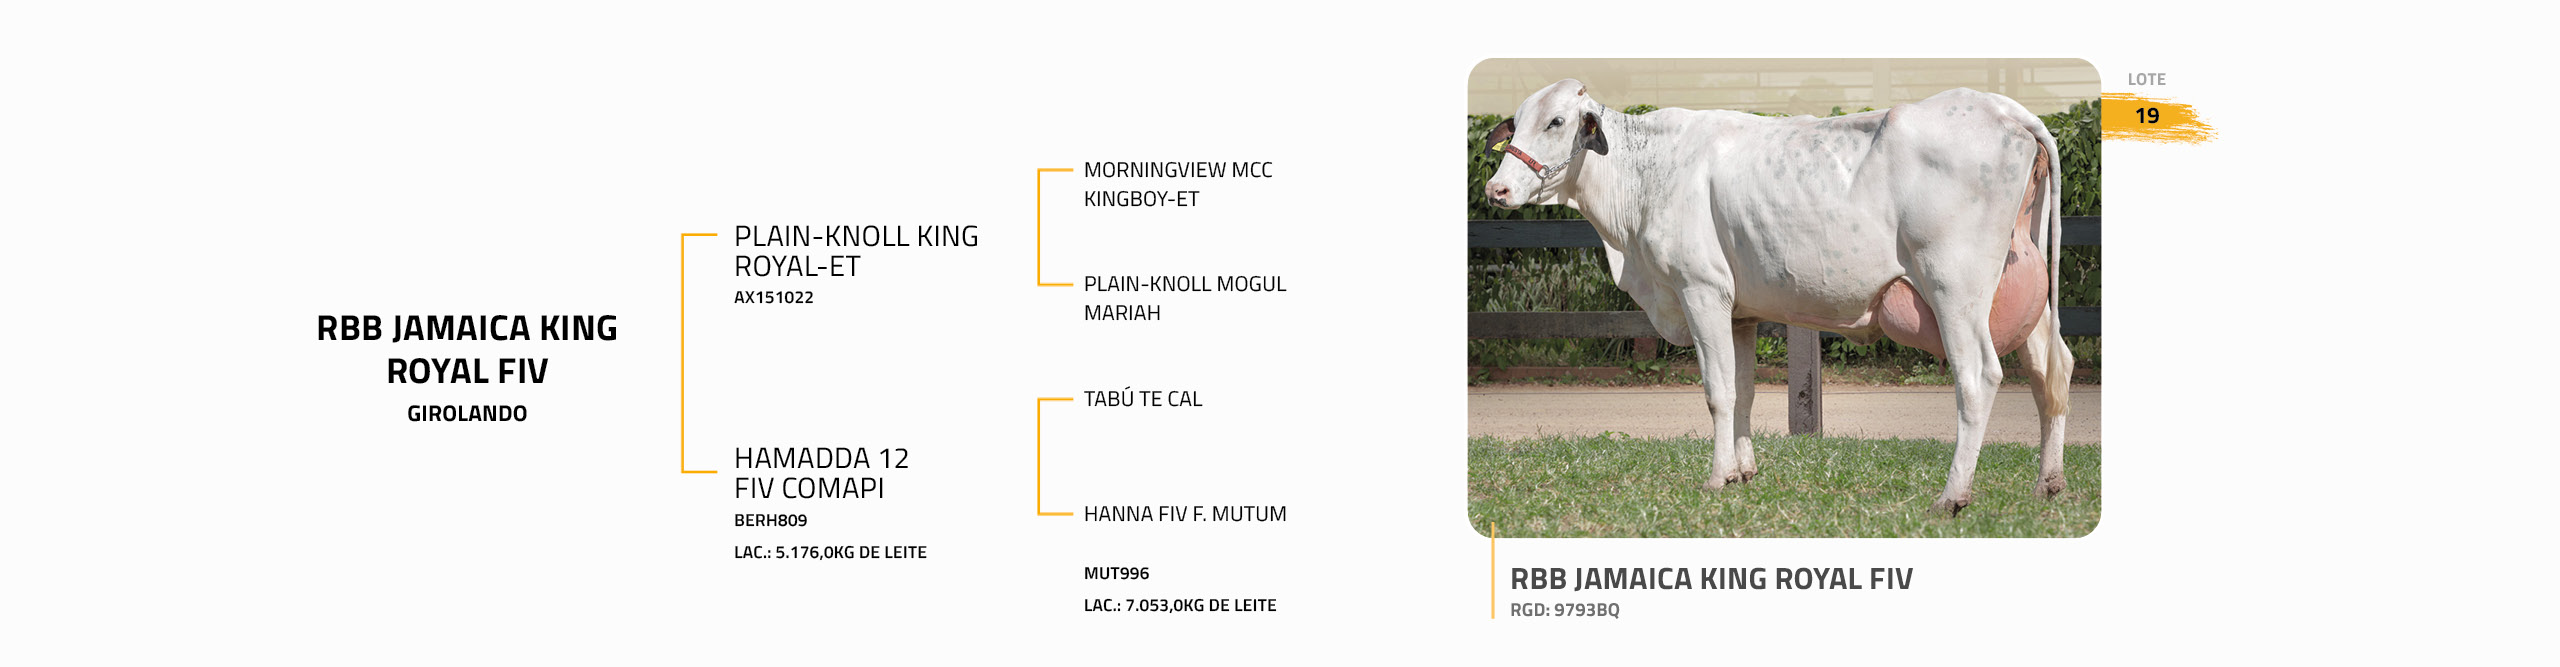 RBB JAMAICA KING
ROYAL FIV
GIROLANDO
PLAIN-KNOLL KING
ROYAL-ET
AX151022
HAMADDA 12
FIV COMAPI
BERH809
LAC.: 5.176,0KG DE LEITE
MORNINGVIEW MCC
KINGBOY-ET
PLAIN-KNOLL MOGUL
MARIAH
TABÚ TE CAL
HANNA FIV F. MUTUM
MUT996
LAC.: 7.053,0KG DE LEITE
LOTE
19
RBB JAMAICA KING ROYAL FIV
RGD: 9793BQ